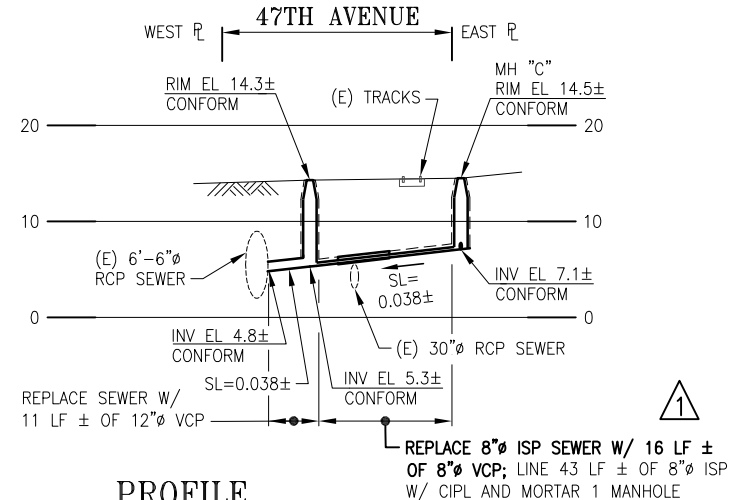 47TH AVENUE
WEST ⅊
EAST ⅊
MH "C"
RIM EL 14.3±
CONFORM
RIM EL 14.5±
CONFORM
(E) TRACKS
20
20
10
10
(E) 6'-6"ø
RCP SEWER
SL=
0.038±
INV EL 7.1±
CONFORM
0
0
INV EL 4.8±
CONFORM
(E) 30"ø RCP SEWER
SL=0.038±
INV EL 5.3±
CONFORM
REPLACE SEWER W/
11 LF ± OF 12"ø VCP
1
REPLACE 8"ø ISP SEWER W/ 16 LF ±
OF 8"ø VCP; LINE 43 LF ± OF 8"ø ISP
W/ CIPL AND MORTAR 1 MANHOLE
PROFILE